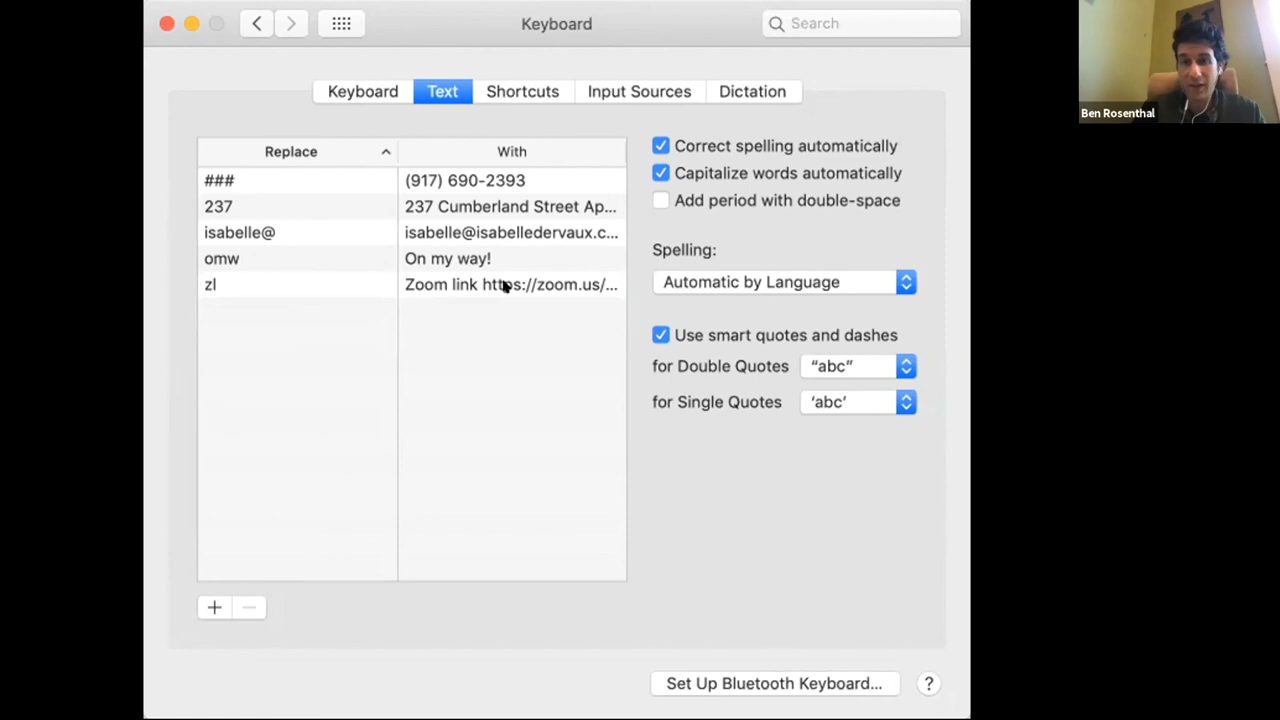 Keyboard
Search
Keyboard Text Shortcuts Input Sources Dictation
Replace With
### (917) 690-2393
237 237 Cumberland Street Ap...
isabelle@ isabelle@isabelledervaux.c...
omw On my way!
zl Zoom link https://zoom.us/...
Correct spelling automatically
Capitalize words automatically
Add period with double-space
Spelling:
Automatic by Language
Use smart quotes and dashes
for Double Quotes “abc”
for Single Quotes ‘abc’
Set Up Bluetooth Keyboard... ?
Ben Rosenthal